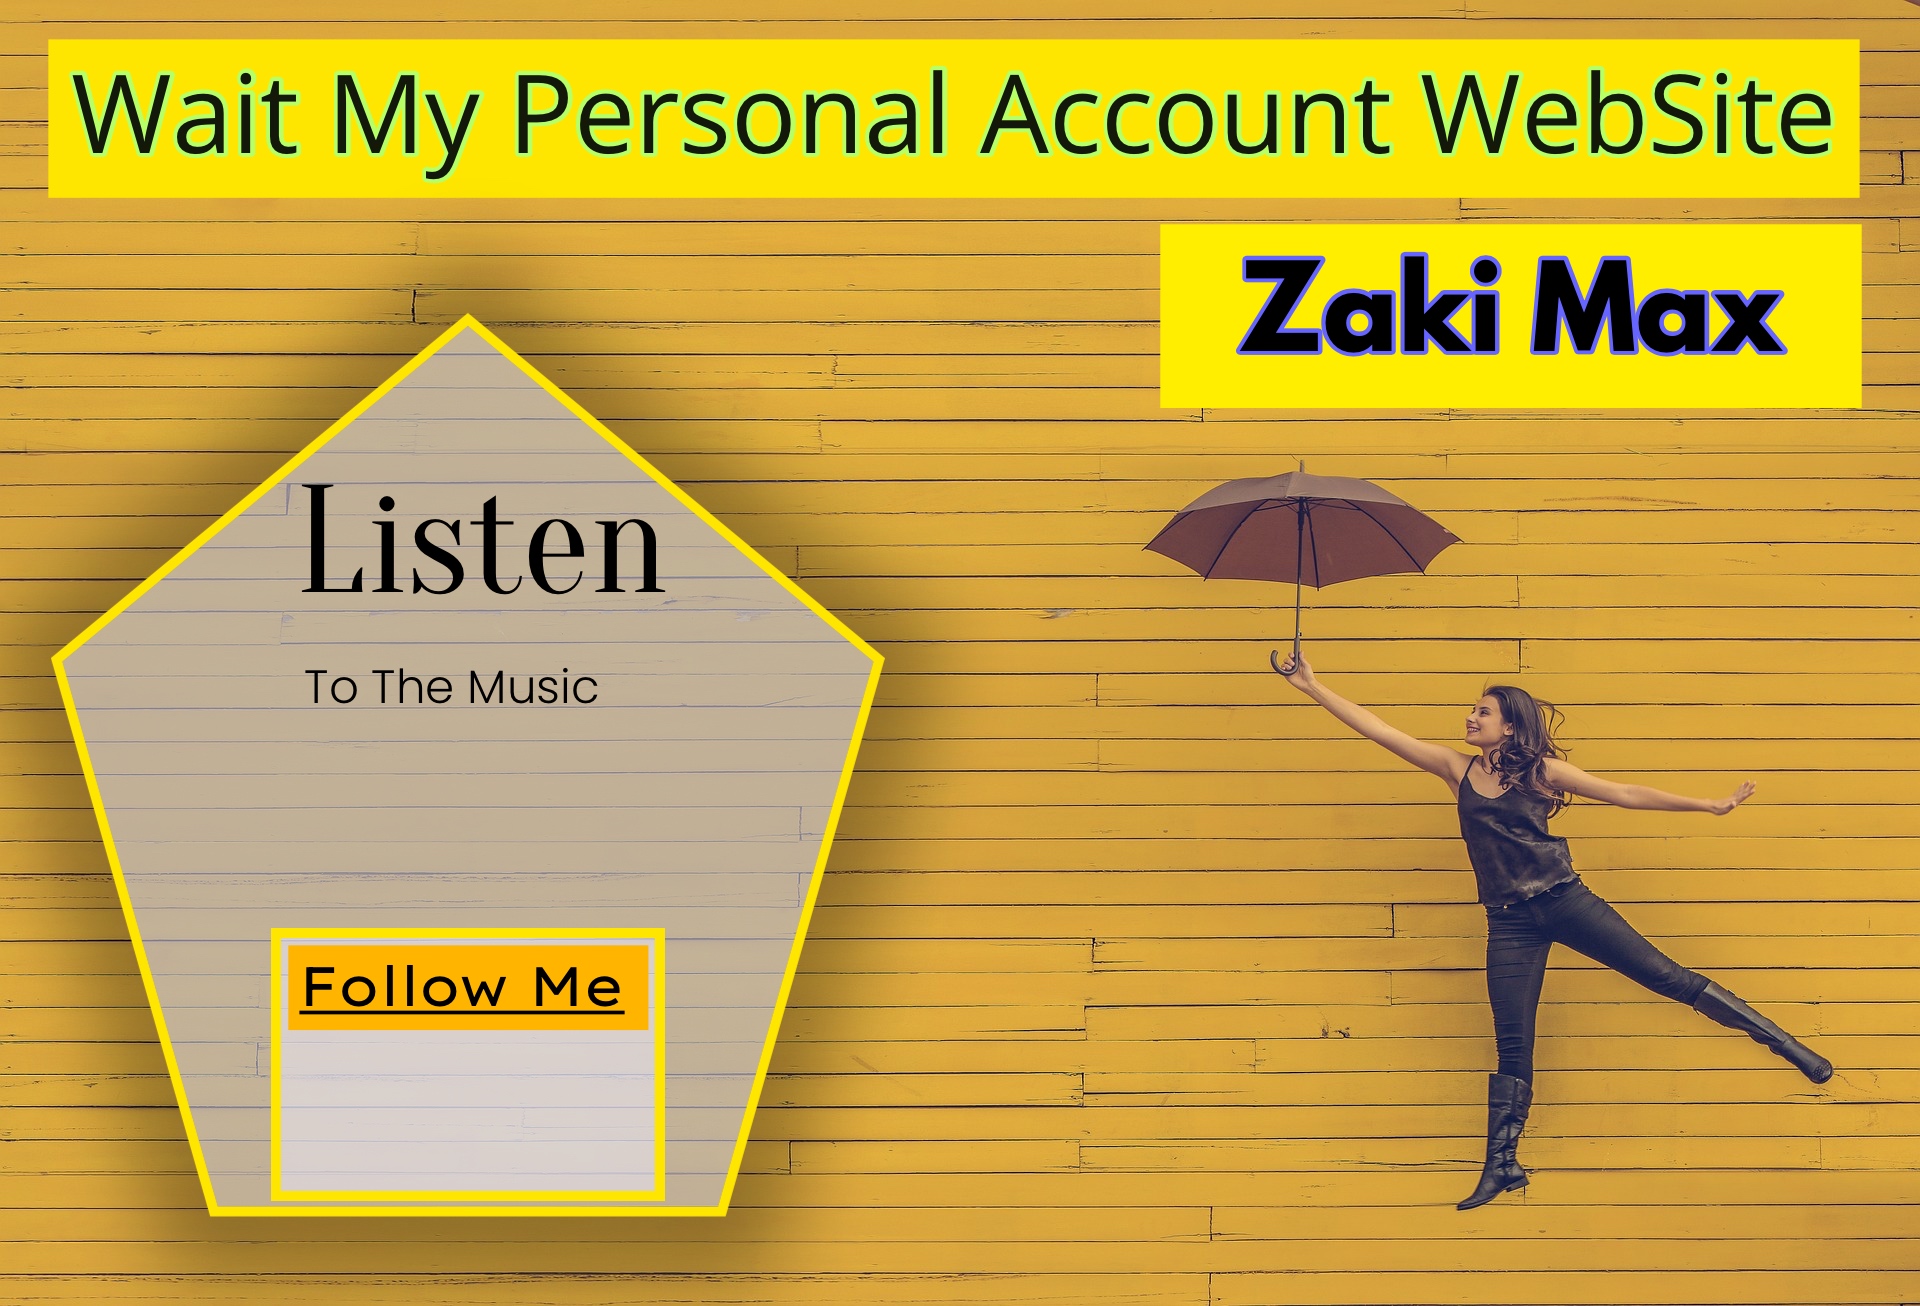 Wait My Personal Account WebSite
Zaki Max
Listen
To The Music
Follow Me